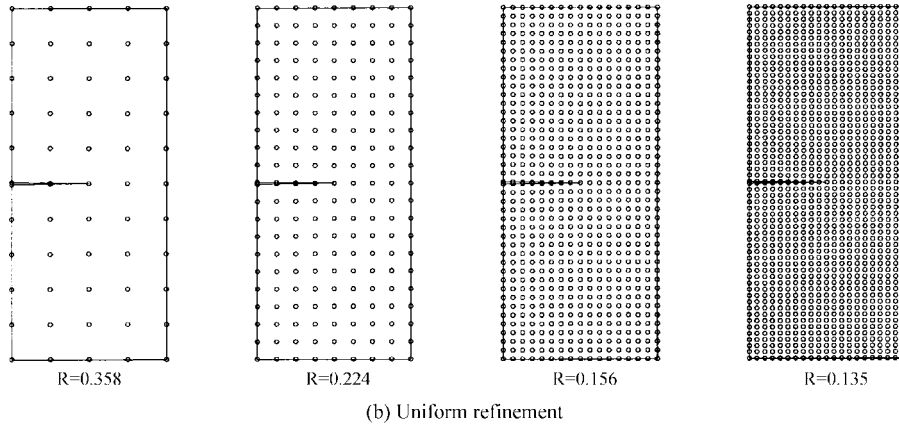 R=0.358
R=0.224
R=0.156
R=0.135
(b) Uniform refinement